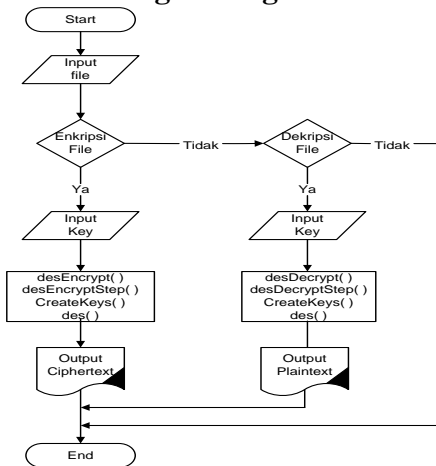 Start
Input
file
Enkripsi
File
Tidak
Dekripsi
File
Tidak
Ya
Ya
Input
Key
Input
Key
desEncrypt( )
desEncryptStep( )
CreateKeys( )
des( )
desDecrypt( )
desDecryptStep( )
CreateKeys( )
des( )
Output
Ciphertext
Output
Plaintext
End